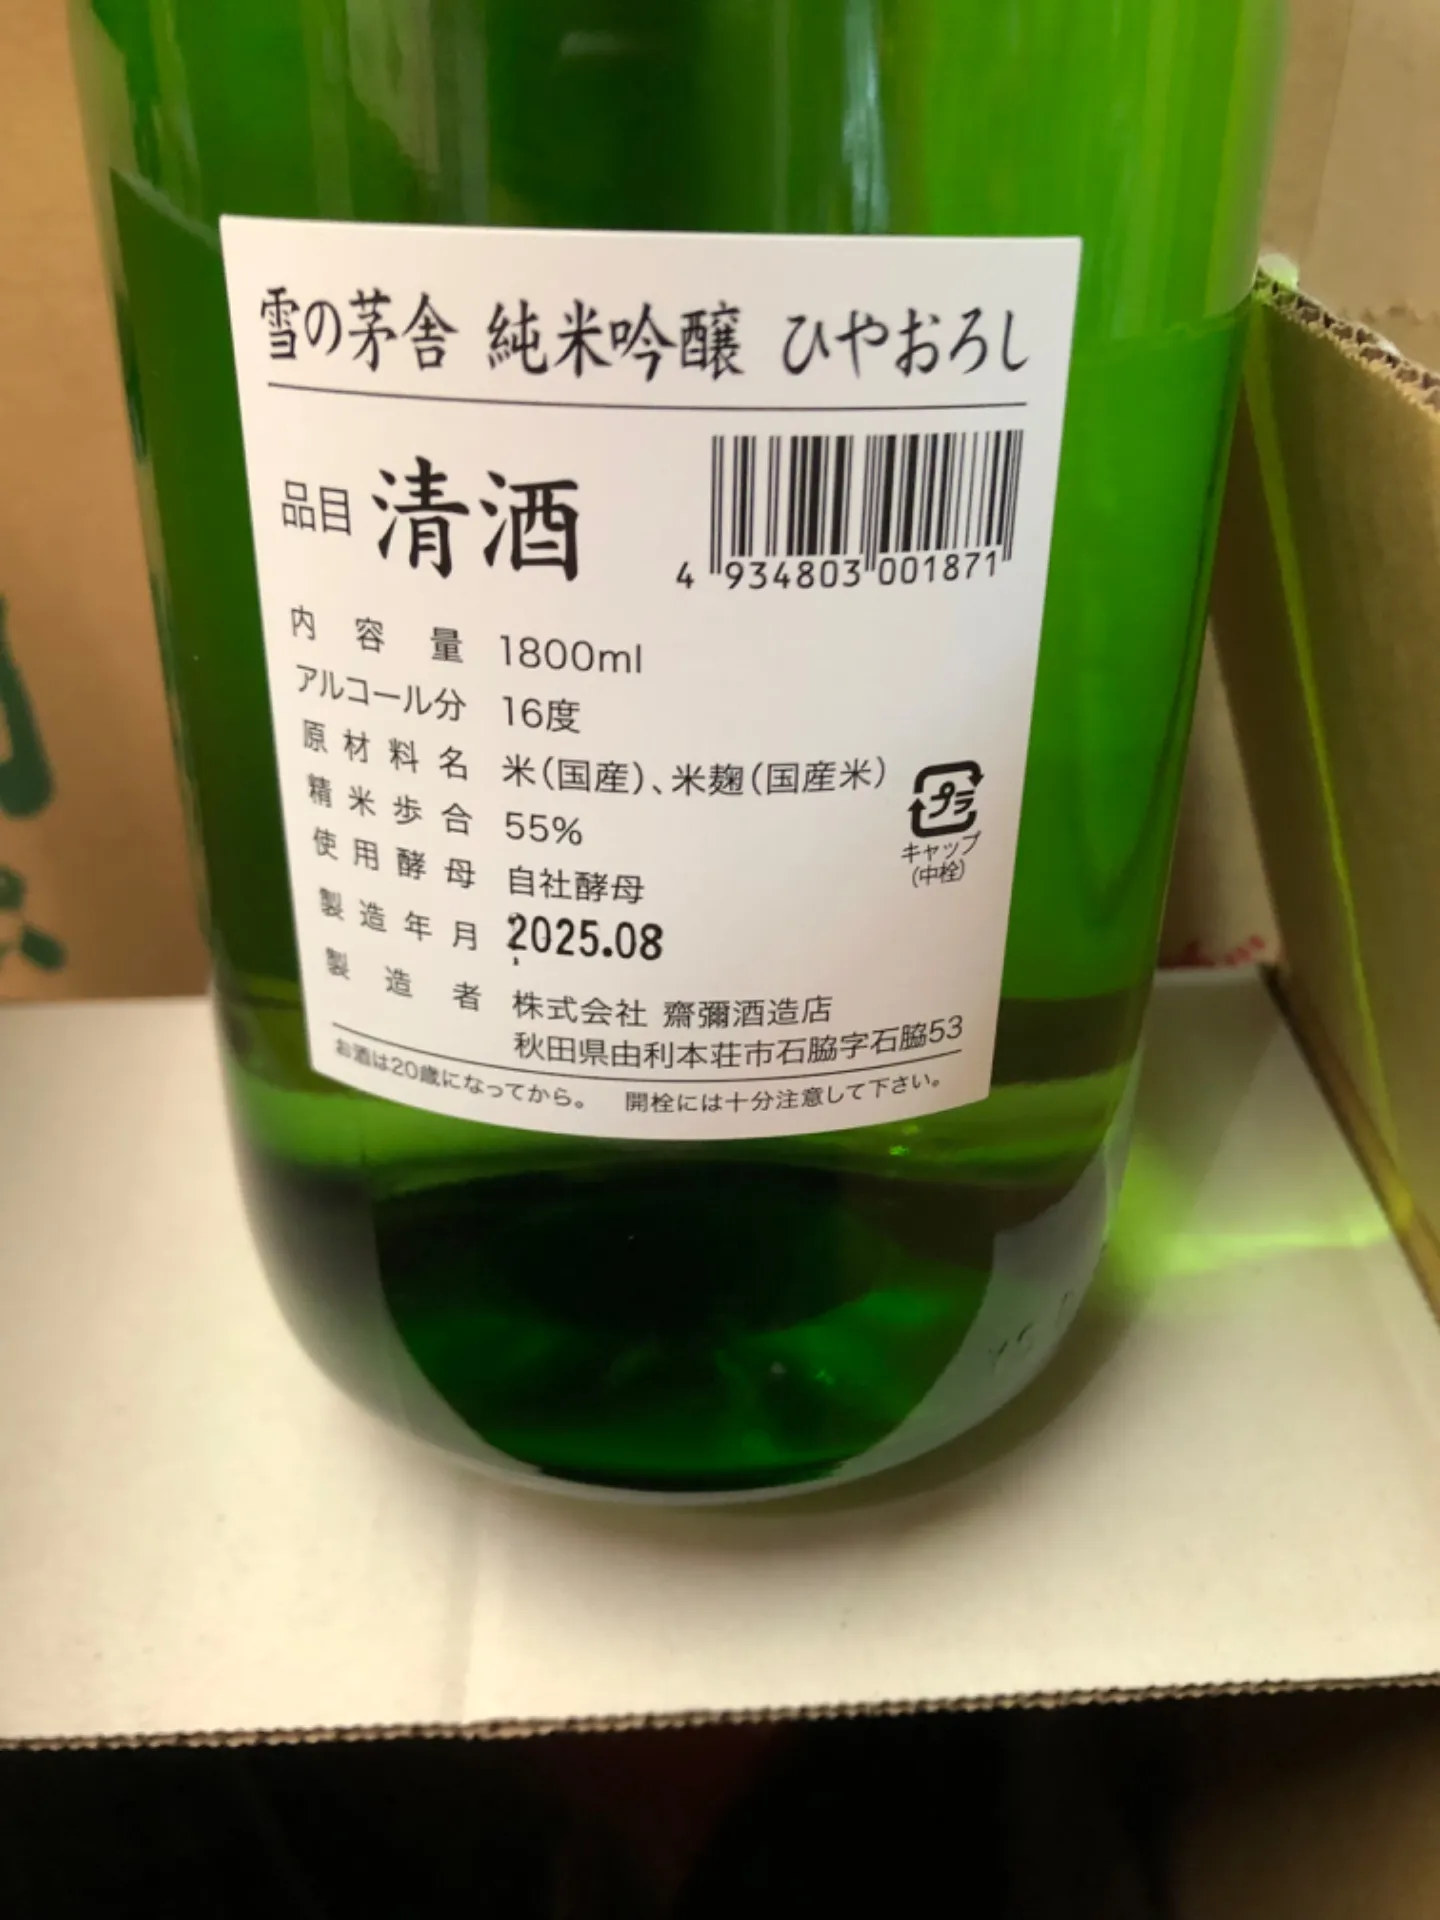 雪の茅舎 純米吟醸 ひやおろし
品目 清酒
4 934803 001871
内容量 1800ml
アルコール分 16度
原材料名 米(国産)、米麹(国産米)
精米歩合 55%
使用酵母 自社酵母
製造年月 2025.08
製造者 株式会社 齋彌酒造店
秋田県由利本荘市石脇字石脇53
プラ
キャップ
(中栓)
お酒は20歳になってから。 開栓には十分注意して下さい。